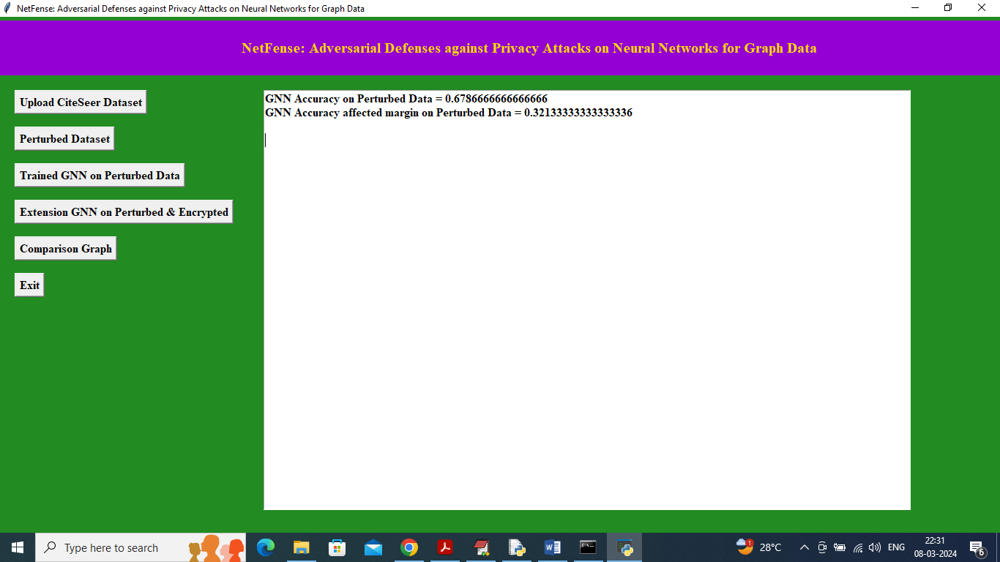 NetFense: Adversarial Defenses against Privacy Attacks on Neural Networks for Graph Data
NetFense: Adversarial Defenses against Privacy Attacks on Neural Networks for Graph Data
Upload CiteSeer Dataset
Perturbed Dataset
Trained GNN on Perturbed Data
Extension GNN on Perturbed & Encrypted
Comparison Graph
Exit
GNN Accuracy on Perturbed Data = 0.6786666666666666
GNN Accuracy affected margin on Perturbed Data = 0.32133333333333336
Type here to search
1
28°C
ENG
22:31
08-03-2024
6